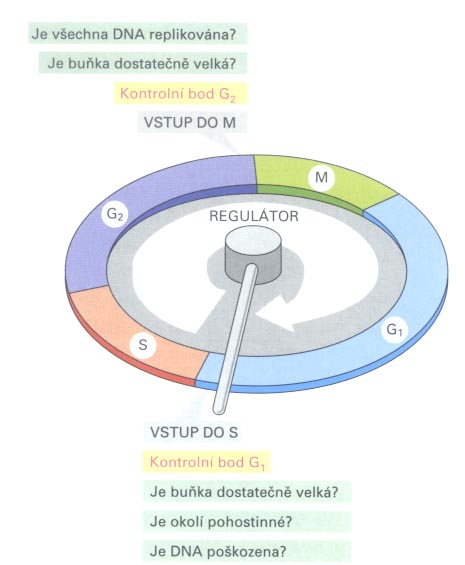 Je všechna DNA replikována?
Je buňka dostatečně velká?
Kontrolní bod G₂
VSTUP DO M
M
G₂
REGULÁTOR
G₁
S
VSTUP DO S
Kontrolní bod G₁
Je buňka dostatečně velká?
Je okolí pohostinné?
Je DNA poškozena?